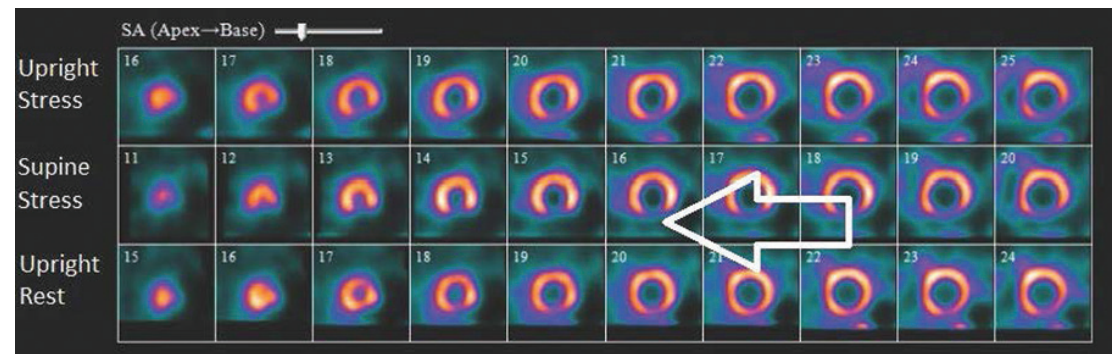 SA (Apex→Base)
Upright
Stress
16 17 18 19 20 21 22 23 24 25
Supine
Stress
11 12 13 14 15 16 17 18 19 20
Upright
Rest
15 16 17 18 19 20 21 22 23 24